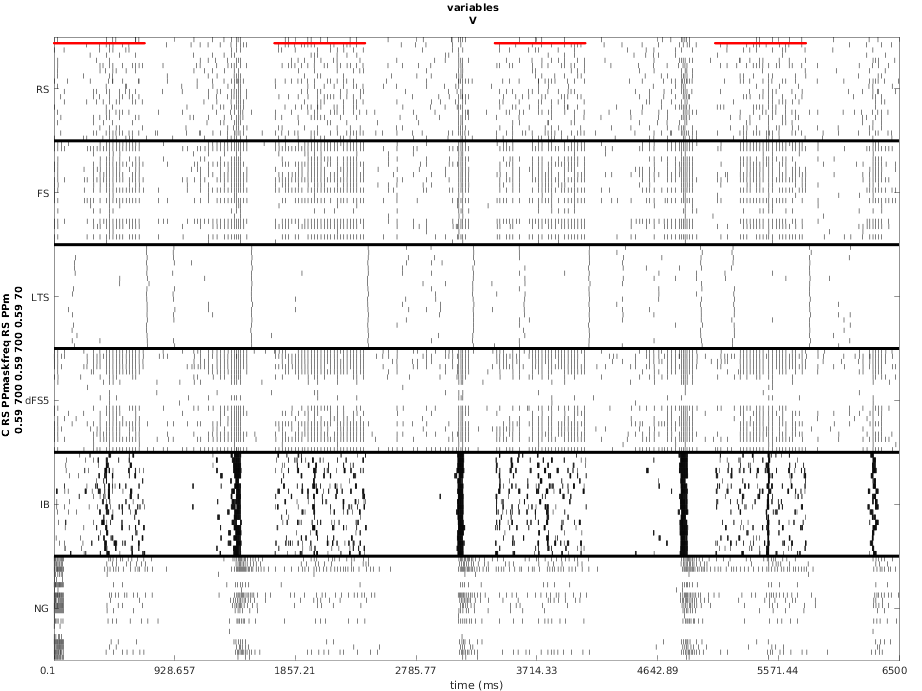 variables
V
RS
FS
LTS
dFS5
IB
NG
C RS PPmaskfreq RS PPm
0.59 700 0.59 700 0.59 70
0.1 928.657 1857.21 2785.77 3714.33 4642.89 5571.44 6500
time (ms)